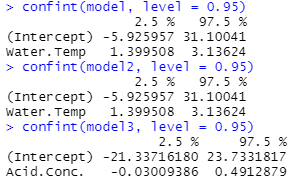 > confint(model, level = 0.95)
2.5 % 97.5 %
(Intercept) -5.925957 31.10041
Water.Temp 1.399508 3.13624
> confint(model2, level = 0.95)
2.5 % 97.5 %
(Intercept) -5.925957 31.10041
Water.Temp 1.399508 3.13624
> confint(model3, level = 0.95)
2.5 % 97.5 %
(Intercept) -21.33716180 23.7331817
Acid.Conc. -0.03009386 0.4912879